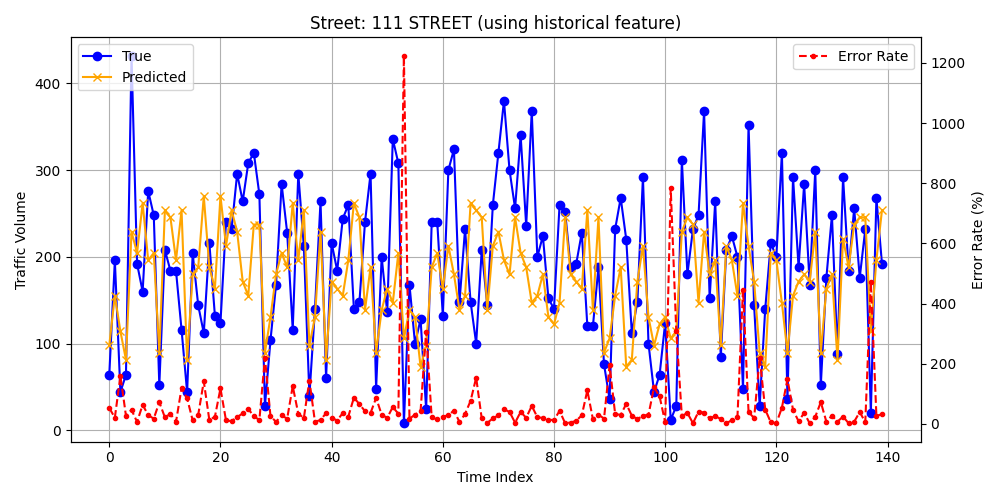 Street: 111 STREET (using historical feature)
True
Predicted
Error Rate
Traffic Volume
400
300
200
100
0
1200
1000
800
600
400
200
0
Error Rate (%)
0 20 40 60 80 100 120 140
Time Index